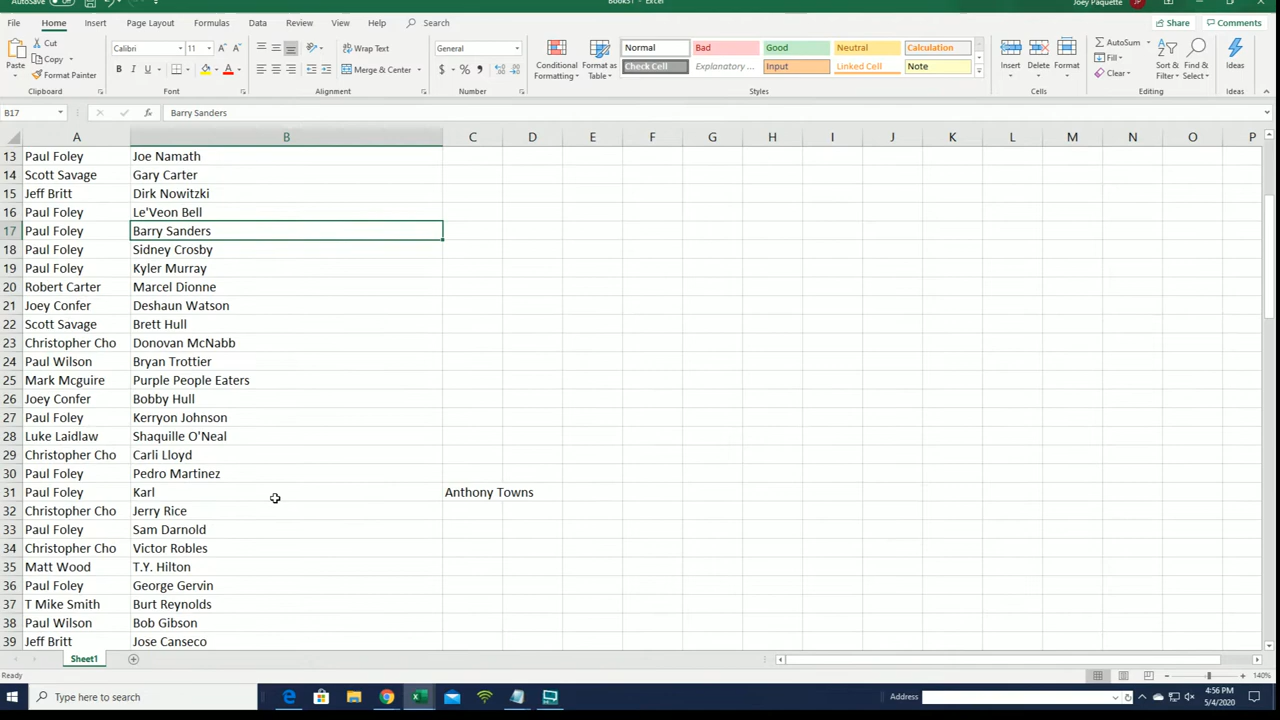 AutoSave Off Book31 - Excel Joey Paquette JP
File Home Insert Page Layout Formulas Data Review View Help Search Share Comments
Paste Cut Copy Format Painter Clipboard
Calibri 11 A A B I U A Font
Wrap Text Merge & Center Alignment
General $ % , Number
Conditional Formatting Format as Table
Normal Bad Good Neutral Calculation
Check Cell Explanatory ... Input Linked Cell Note
Styles
Insert Delete Format Cells
AutoSum Fill Clear Sort & Filter Find & Select Editing
Ideas Ideas
B17 fx Barry Sanders
A B C D E F G H I J K L M N O P
13 Paul Foley Joe Namath
14 Scott Savage Gary Carter
15 Jeff Britt Dirk Nowitzki
16 Paul Foley Le'Veon Bell
17 Paul Foley Barry Sanders
18 Paul Foley Sidney Crosby
19 Paul Foley Kyler Murray
20 Robert Carter Marcel Dionne
21 Joey Confer Deshaun Watson
22 Scott Savage Brett Hull
23 Christopher Cho Donovan McNabb
24 Paul Wilson Bryan Trottier
25 Mark Mcguire Purple People Eaters
26 Joey Confer Bobby Hull
27 Paul Foley Kerryon Johnson
28 Luke Laidlaw Shaquille O'Neal
29 Christopher Cho Carli Lloyd
30 Paul Foley Pedro Martinez
31 Paul Foley Karl Anthony Towns
32 Christopher Cho Jerry Rice
33 Paul Foley Sam Darnold
34 Christopher Cho Victor Robles
35 Matt Wood T.Y. Hilton
36 Paul Foley George Gervin
37 T Mike Smith Burt Reynolds
38 Paul Wilson Bob Gibson
39 Jeff Britt Jose Canseco
Sheet1
Ready 140%
Type here to search Address 4:56 PM
5/4/2020